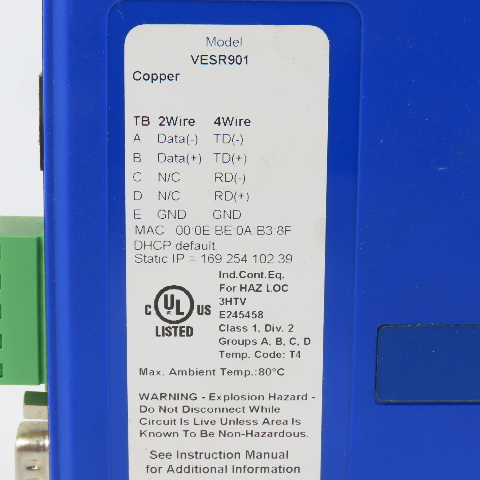 Model
VESR901
Copper
TB 2Wire 4Wire
A Data(-) TD(-)
B Data(+) TD(+)
C N/C RD(-)
D N/C RD(+)
E GND GND
MAC 00:0E:BE:0A:B3:8F
DHCP default
Static IP = 169.254.102.39
Ind.Cont.Eq.
For HAZ LOC
3HTV
E245458
Class 1, Div. 2
Groups A, B, C, D
Temp. Code: T4
C UL US
LISTED
Max. Ambient Temp.:80°C
WARNING - Explosion Hazard -
Do Not Disconnect While
Circuit Is Live Unless Area Is
Known To Be Non-Hazardous.
See Instruction Manual
for Additional Information